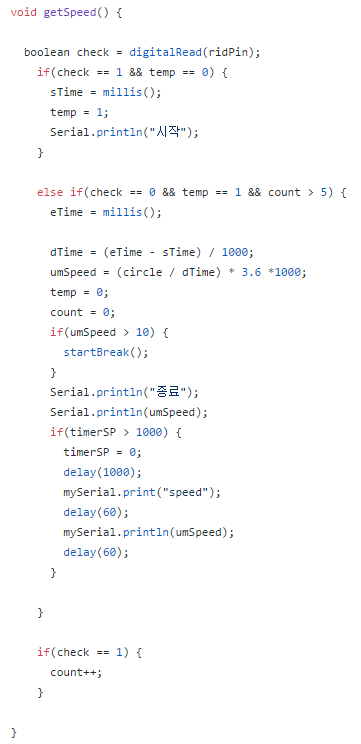 void getSpeed() {
boolean check = digitalRead(ridPin);
if(check == 1 && temp == 0) {
sTime = millis();
temp = 1;
Serial.println("시작");
}
else if(check == 0 && temp == 1 && count > 5) {
eTime = millis();
dTime = (eTime - sTime) / 1000;
umSpeed = (circle / dTime) * 3.6 *1000;
temp = 0;
count = 0;
if(umSpeed > 10) {
startBreak();
}
Serial.println("종료");
Serial.println(umSpeed);
if(timerSP > 1000) {
timerSP = 0;
delay(1000);
mySerial.print("speed");
delay(60);
mySerial.println(umSpeed);
delay(60);
}
}
if(check == 1) {
count++;
}
}